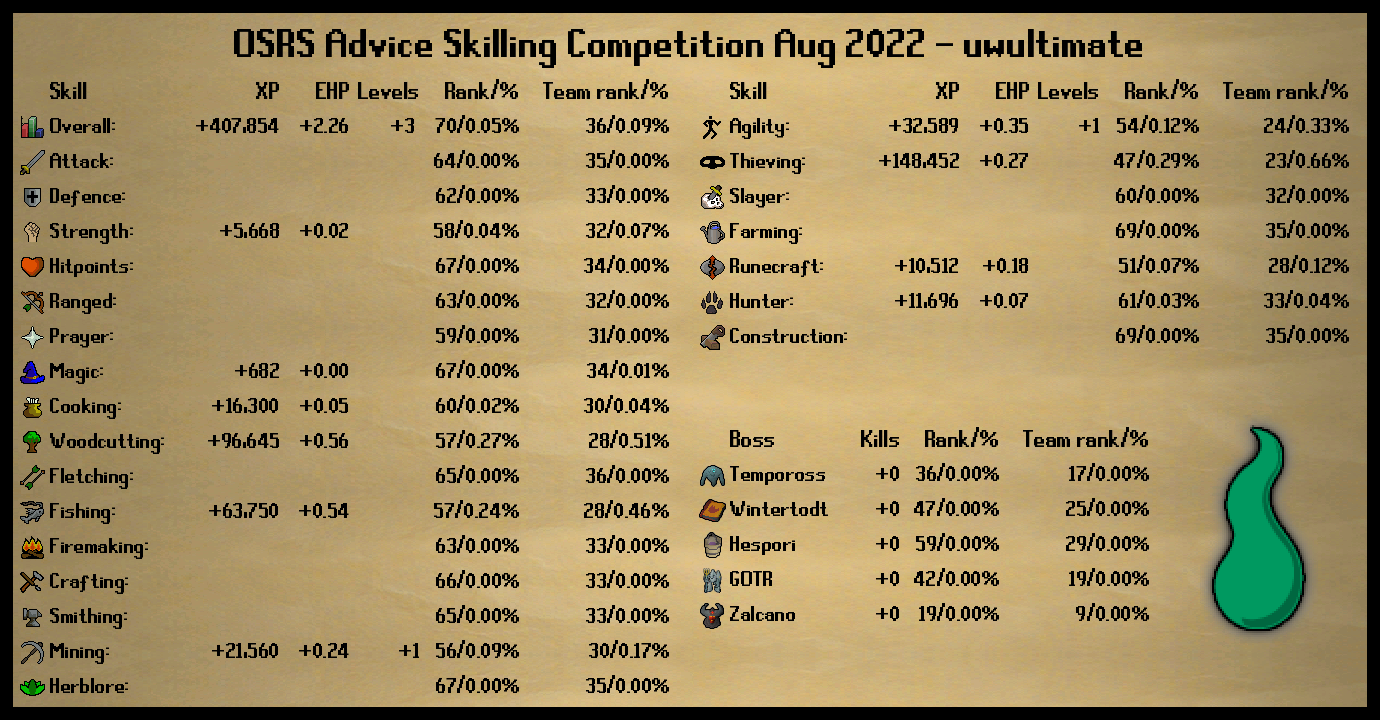 OSRS Advice Skilling Competition Aug 2022 - uwultimate
Skill XP EHP Levels Rank/% Team rank/%
Overall: +407,854 +2.26 +3 70/0.05% 36/0.09%
Attack: 64/0.00% 35/0.00%
Defence: 62/0.00% 33/0.00%
Strength: +5,668 +0.02 58/0.04% 32/0.07%
Hitpoints: 67/0.00% 34/0.00%
Ranged: 63/0.00% 32/0.00%
Prayer: 59/0.00% 31/0.00%
Magic: +682 +0.00 67/0.00% 34/0.01%
Cooking: +16,300 +0.05 60/0.02% 30/0.04%
Woodcutting: +96,645 +0.56 57/0.27% 28/0.51%
Fletching: 65/0.00% 36/0.00%
Fishing: +63,750 +0.54 57/0.24% 28/0.46%
Firemaking: 63/0.00% 33/0.00%
Crafting: 66/0.00% 33/0.00%
Smithing: 65/0.00% 33/0.00%
Mining: +21,560 +0.24 +1 56/0.09% 30/0.17%
Herblore: 67/0.00% 35/0.00%
Skill XP EHP Levels Rank/% Team rank/%
Agility: +32,589 +0.35 +1 54/0.12% 24/0.33%
Thieving: +148,452 +0.27 47/0.29% 23/0.66%
Slayer: 60/0.00% 32/0.00%
Farming: 69/0.00% 35/0.00%
Runecraft: +10,512 +0.18 51/0.07% 28/0.12%
Hunter: +11,696 +0.07 61/0.03% 33/0.04%
Construction: 69/0.00% 35/0.00%
Boss Kills Rank/% Team rank/%
Tempoross +0 36/0.00% 17/0.00%
Wintertodt +0 47/0.00% 25/0.00%
Hespori +0 59/0.00% 29/0.00%
GOTR +0 42/0.00% 19/0.00%
Zalcano +0 19/0.00% 9/0.00%